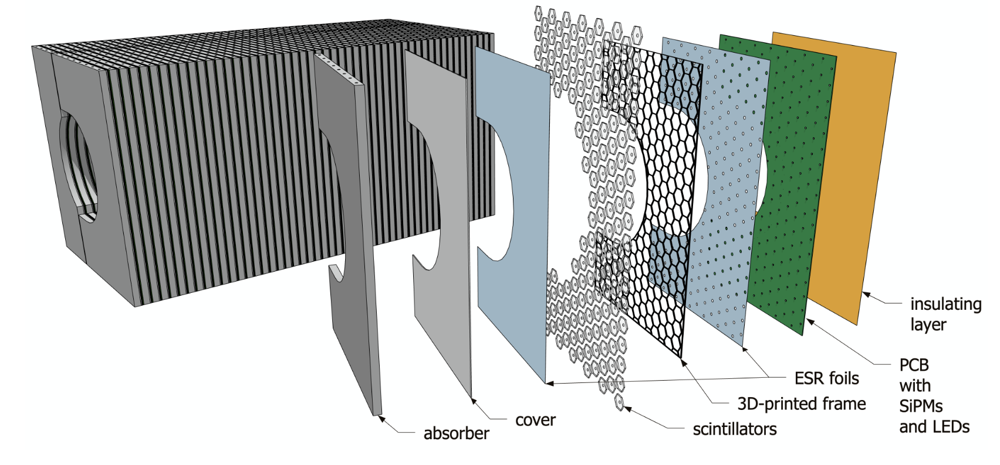 insulating
layer
PCB
with
SiPMs
and LEDs
ESR foils
3D-printed frame
scintillators
cover
absorber